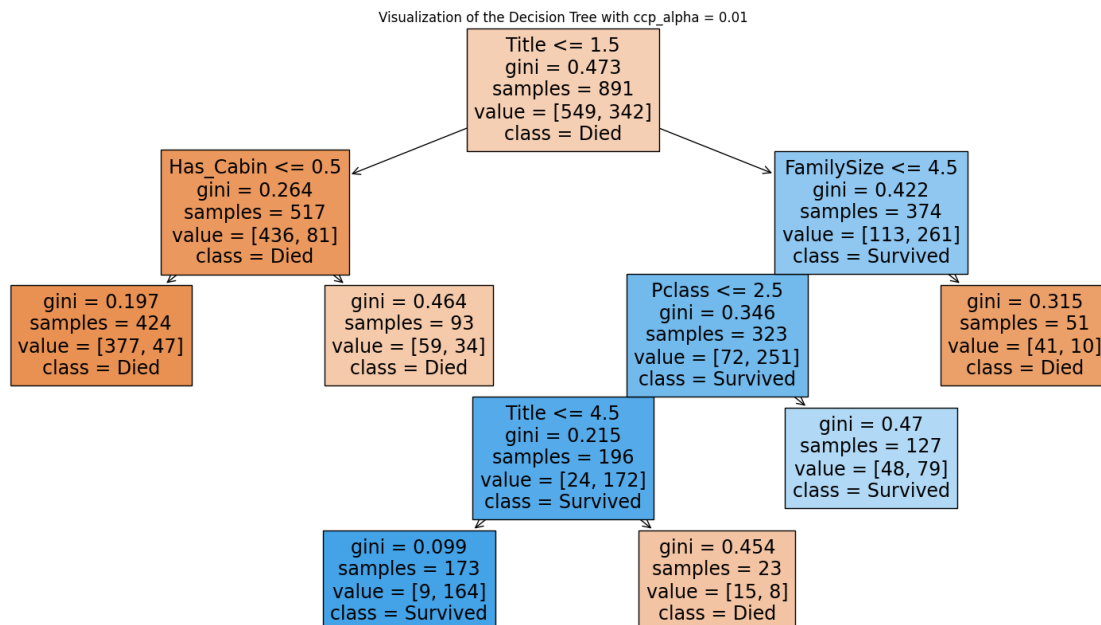 Visualization of the Decision Tree with ccp_alpha = 0.01
Title <= 1.5
gini = 0.473
samples = 891
value = [549, 342]
class = Died
Has_Cabin <= 0.5
gini = 0.264
samples = 517
value = [436, 81]
class = Died
FamilySize <= 4.5
gini = 0.422
samples = 374
value = [113, 261]
class = Survived
gini = 0.197
samples = 424
value = [377, 47]
class = Died
gini = 0.464
samples = 93
value = [59, 34]
class = Died
Pclass <= 2.5
gini = 0.346
samples = 323
value = [72, 251]
class = Survived
gini = 0.315
samples = 51
value = [41, 10]
class = Died
Title <= 4.5
gini = 0.215
samples = 196
value = [24, 172]
class = Survived
gini = 0.47
samples = 127
value = [48, 79]
class = Survived
gini = 0.099
samples = 173
value = [9, 164]
class = Survived
gini = 0.454
samples = 23
value = [15, 8]
class = Died